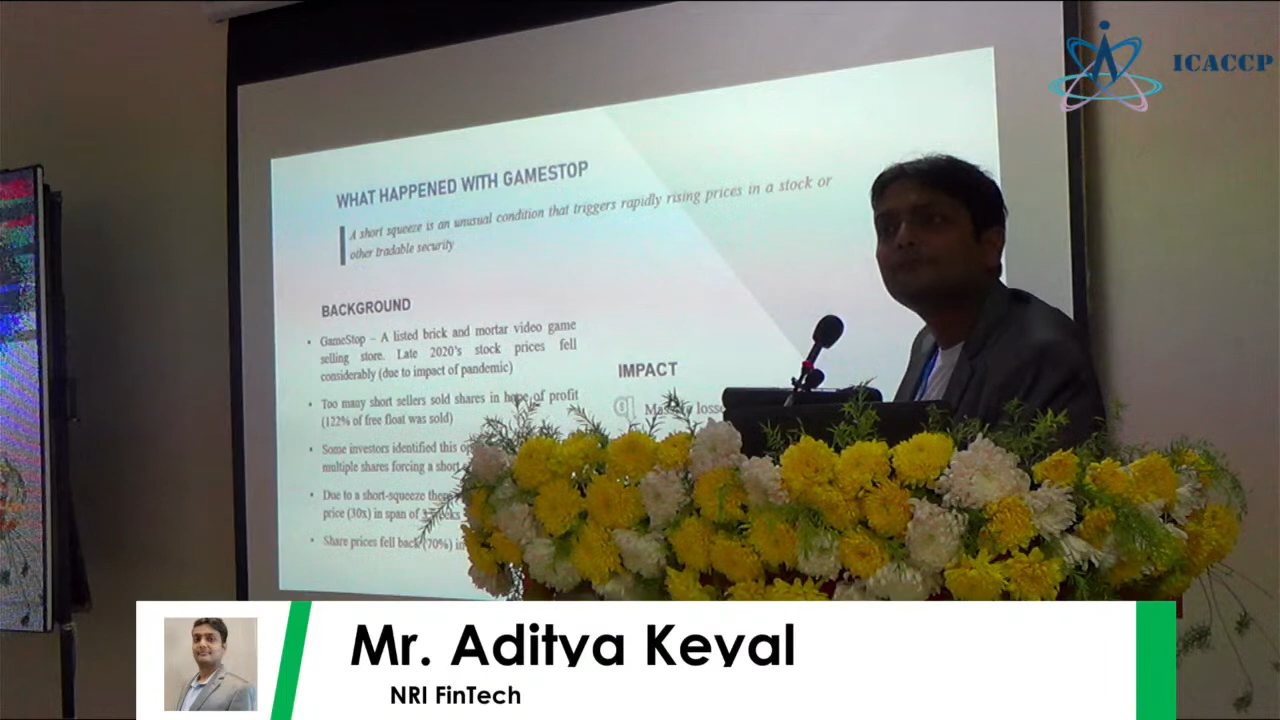 ICACCP
WHAT HAPPENED WITH GAMESTOP
A short squeeze is an unusual condition that triggers rapidly rising prices in a stock or
other tradable security
BACKGROUND
• GameStop – A listed brick and mortar video game
selling store. Late 2020's stock prices fell
considerably (due to impact of pandemic)
• Too many short sellers sold shares in hope of profit
(122% of free float was sold)
• Some investors identified this
multiple shares forcing a short
• Due to a short-squeeze there
price (30x) in span of 3 weeks
• Share prices fell back (70%) in
IMPACT
Mr. Aditya Keyal
NRI FinTech